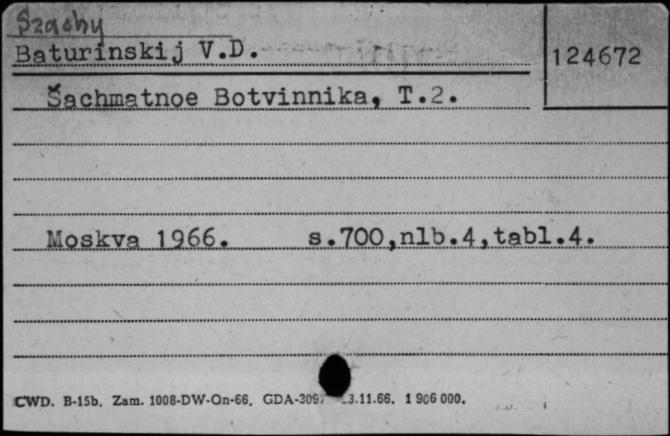 Szachy
Baturinskij V.D.
124672
Šachmatnoe Botvinnika, T.2.
Moskva 1966. s.700,nlb.4,tabl.4.
CWD. B-15b. Zam. 1008-DW-On-66. GDA-309 3.11.66. 1 906 000.